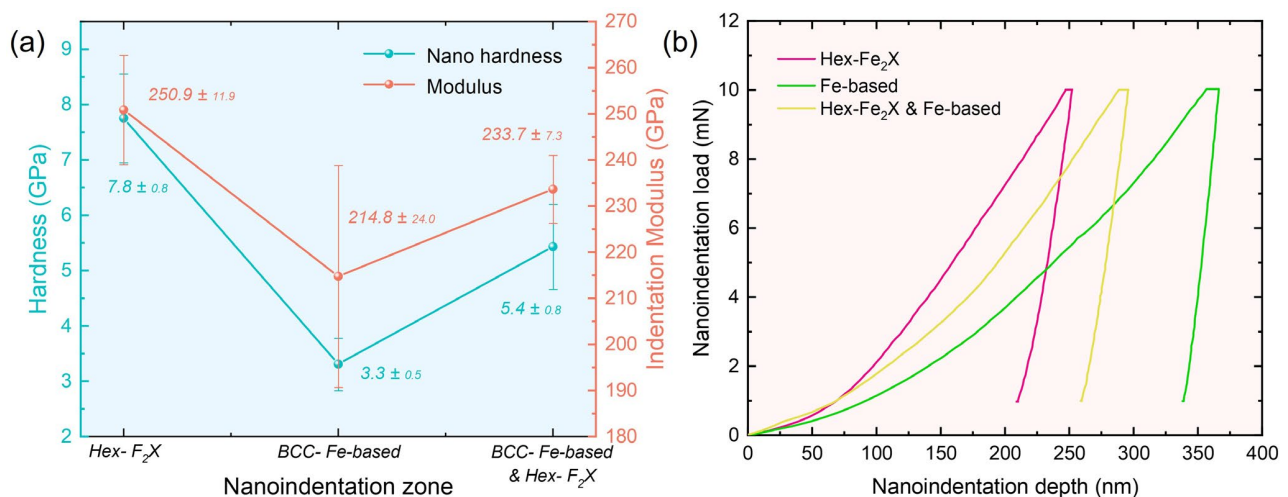 (a)
Hardness (GPa)
9
8
7
6
5
4
3
2
Nano hardness
Modulus
250.9 ± 11.9
7.8 ± 0.8
214.8 ± 24.0
3.3 ± 0.5
233.7 ± 7.3
5.4 ± 0.8
270
260
250
240
230
220
210
200
190
180
Indentation Modulus (GPa)
Hex- F₂X
BCC- Fe-based
BCC- Fe-based
& Hex- F₂X
Nanoindentation zone
(b)
Nanoindentation load (mN)
12
10
8
6
4
2
0
Hex-Fe₂X
Fe-based
Hex-Fe₂X & Fe-based
0
50
100
150
200
250
300
350
400
Nanoindentation depth (nm)